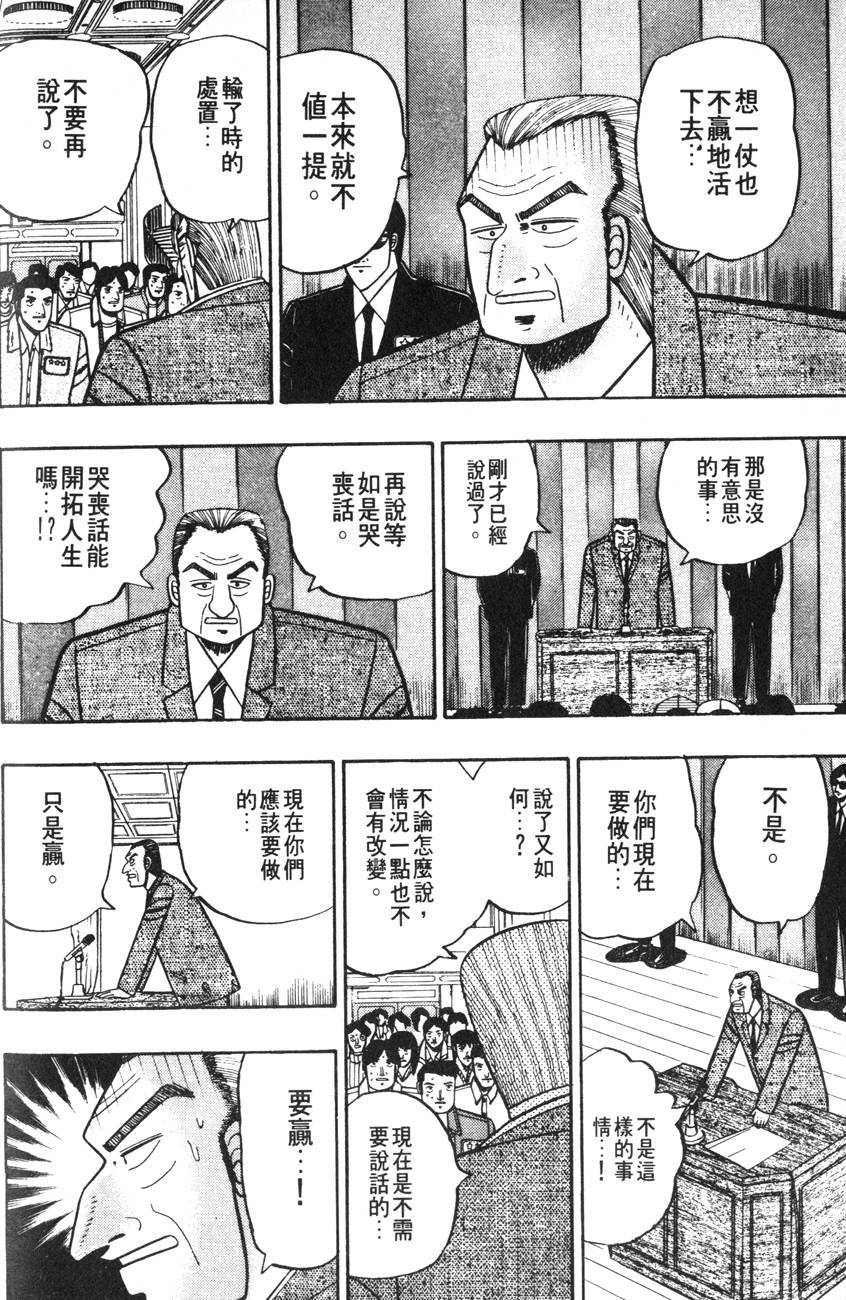 想一仗也
不贏地活
下去…
本來就不
值一提。
輸了時的
處置…
不要再
說了。
那是沒
有意思
的事…
剛才已經
說過了。
再說等
如是哭
喪話。
哭喪話能
開拓人生
嗎…!?
不是。
你們現在
要做的…
不是這
樣的事
情…!
說了又如
何…?
不論怎麼說，
情況一點也不
會有改變。
現在是不需
要說話的…
現在你們
應該要做
的…
只是贏。
要贏…!